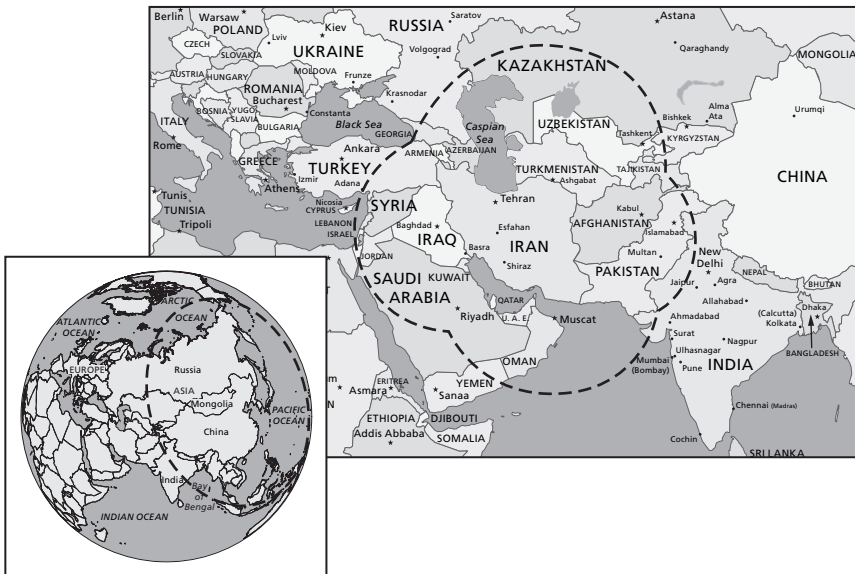 Berlin
Warsaw
POLAND
Kiev
Lviv
CZECH
SLOVAKIA
UKRAINE
RUSSIA
Saratov
Volgograd
Astana
Qaraghandy
MONGOLIA
AUSTRIA
HUNGARY
MOLDOVA
Frunze
ROMANIA
Bucharest
Krasnodar
KAZAKHSTAN
ITALY
BOSNIA
YUGO
SLAVIA
Constanta
Black Sea
BULGARIA
GEORGIA
Caspian
Sea
UZBEKISTAN
Tashkent
Bishkek
Alma
Ata
KYRGYZSTAN
Urumqi
Rome
GREECE
Ankara
ARMENIA
AZERBAIJAN
TURKEY
Izmir
Adana
Athens
TURKMENISTAN
Ashgabat
TAJIKISTAN
CHINA
Tunis
TUNISIA
Tripoli
Nicosia
CYPRUS
LEBANON
ISRAEL
SYRIA
Baghdad
IRAQ
Tehran
Esfahan
IRAN
Basra
Shiraz
Kabul
AFGHANISTAN
Islamabad
Multan
PAKISTAN
New
Delhi
JORDAN
SAUDI
ARABIA
KUWAIT
QATAR
Riyadh
U. A. E.
Muscat
OMAN
Jaipur
Agra
NEPAL
BHUTAN
Allahabad
Dhaka
(Calcutta)
Kolkata
Ahmadabad
Surat
Nagpur
BANGLADESH
Mumbai
(Bombay)
Ulhasnagar
Pune
INDIA
ERITREA
Asmara
YEMEN
Sanaa
ETHIOPIA
Addis Abbaba
DJIBOUTI
SOMALIA
Chennai (Madras)
Cochin
SRI LANKA
ARCTIC
OCEAN
ATLANTIC
OCEAN
EUROPE
Russia
ASIA
Mongolia
PACIFIC
OCEAN
China
India
Bay
of
Bengal
INDIAN OCEAN